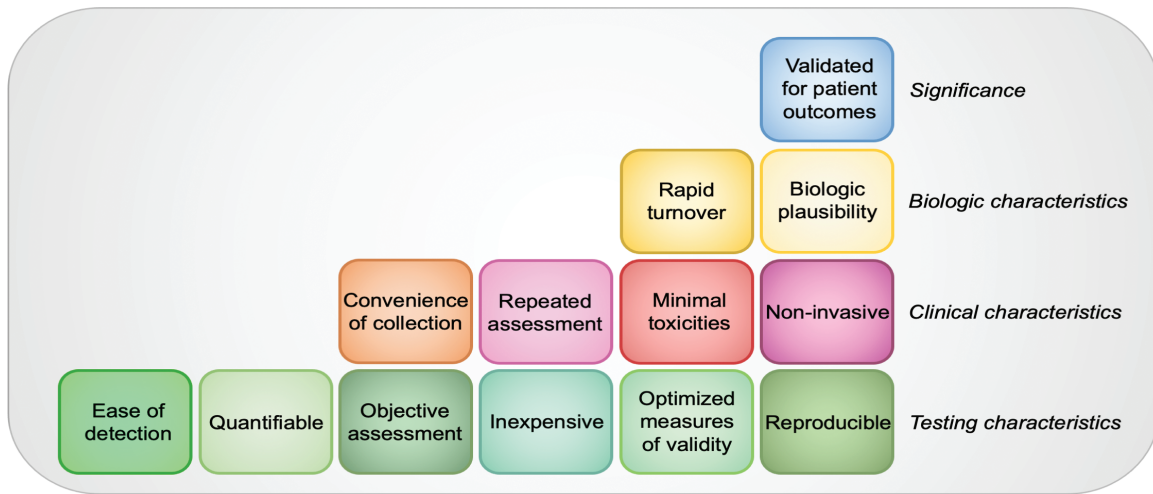 Validated
for patient
outcomes
Significance
Rapid
turnover
Biologic
plausibility
Biologic characteristics
Convenience
of collection
Repeated
assessment
Minimal
toxicities
Non-invasive
Clinical characteristics
Ease of
detection
Quantifiable
Objective
assessment
Inexpensive
Optimized
measures
of validity
Reproducible
Testing characteristics